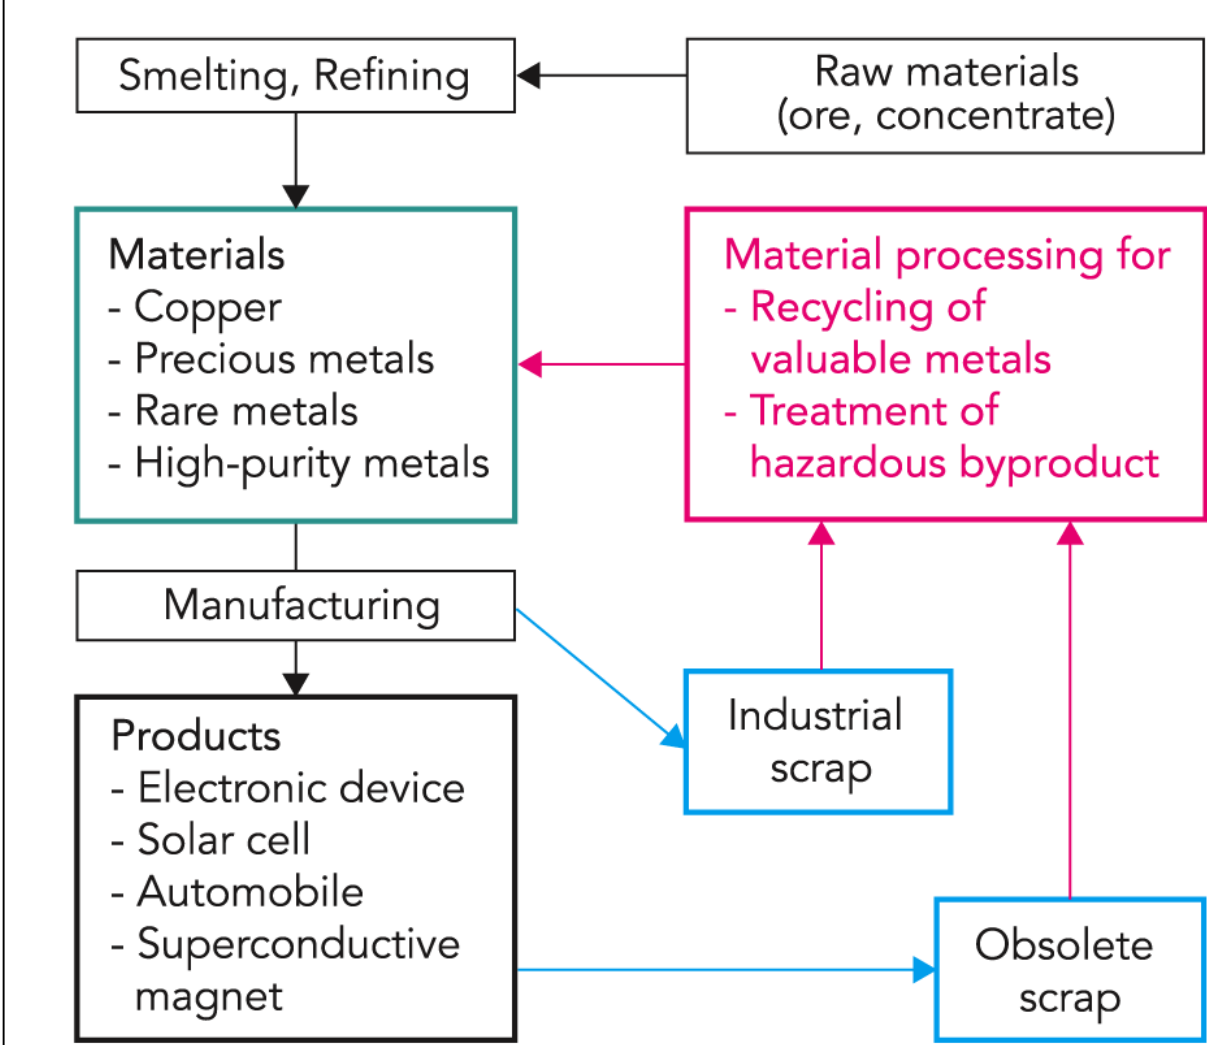 Smelting, Refining
Raw materials
(ore, concentrate)
Materials
- Copper
- Precious metals
- Rare metals
- High-purity metals
Material processing for
- Recycling of
valuable metals
- Treatment of
hazardous byproduct
Manufacturing
Industrial
scrap
Products
- Electronic device
- Solar cell
- Automobile
- Superconductive
magnet
Obsolete
scrap